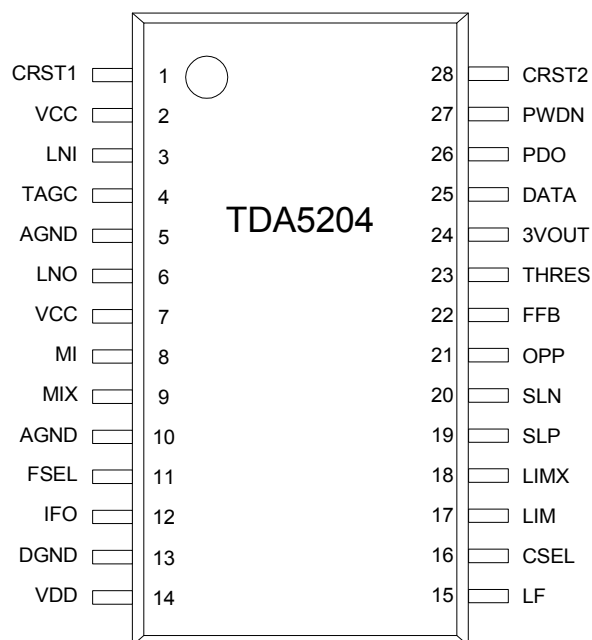 CRST1 1 28 CRST2
VCC 2 27 PWDN
LNI 3 26 PDO
TAGC 4 25 DATA
TDA5204
AGND 5 24 3VOUT
LNO 6 23 THRES
VCC 7 22 FFB
MI 8 21 OPP
MIX 9 20 SLN
AGND 10 19 SLP
FSEL 11 18 LIMX
IFO 12 17 LIM
DGND 13 16 CSEL
VDD 14 15 LF